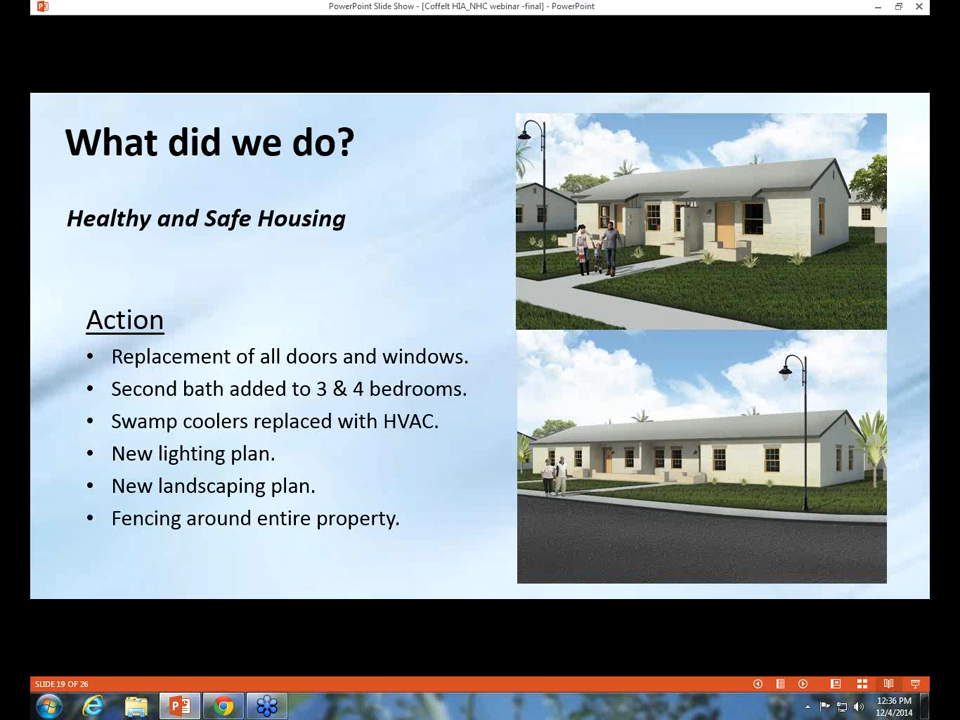 PowerPoint Slide Show - [Coffelt HIA_NHC webinar -final] - PowerPoint
What did we do?
Healthy and Safe Housing
Action
• Replacement of all doors and windows.
• Second bath added to 3 & 4 bedrooms.
• Swamp coolers replaced with HVAC.
• New lighting plan.
• New landscaping plan.
• Fencing around entire property.
SLIDE 19 OF 26
12:36 PM
12/4/2014